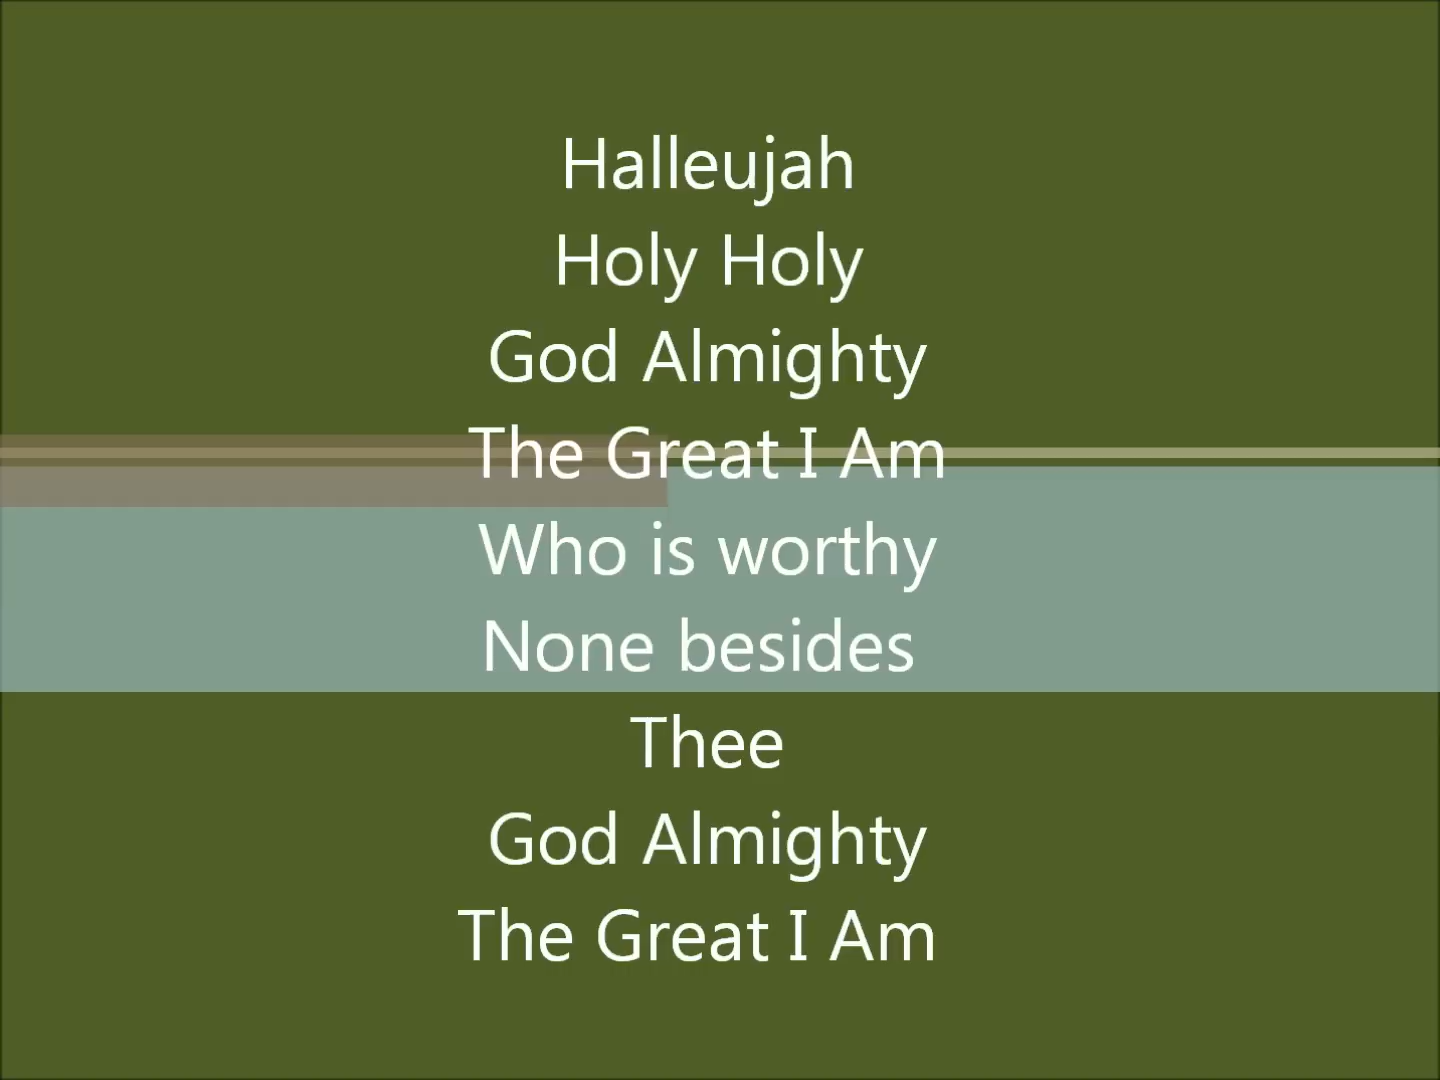 Halleujah
Holy Holy
God Almighty
The Great I Am
Who is worthy
None besides
Thee
God Almighty
The Great I Am